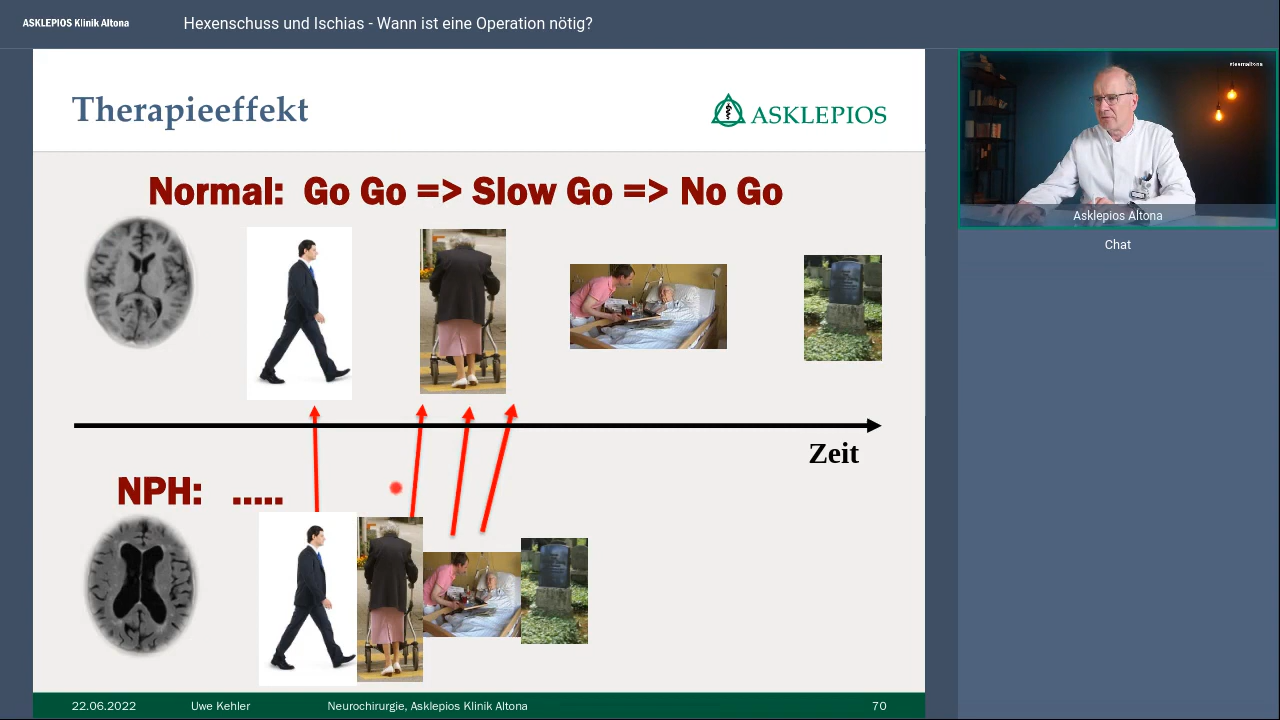 ASKLEPIOS Klinik Altona
Hexenschuss und Ischias - Wann ist eine Operation nötig?
Therapieeffekt
ASKLEPIOS
Normal: Go Go => Slow Go => No Go
Zeit
NPH: .....
22.06.2022 Uwe Kehler Neurochirurgie, Asklepios Klinik Altona 70
#teamaltona
Asklepios Altona
Chat